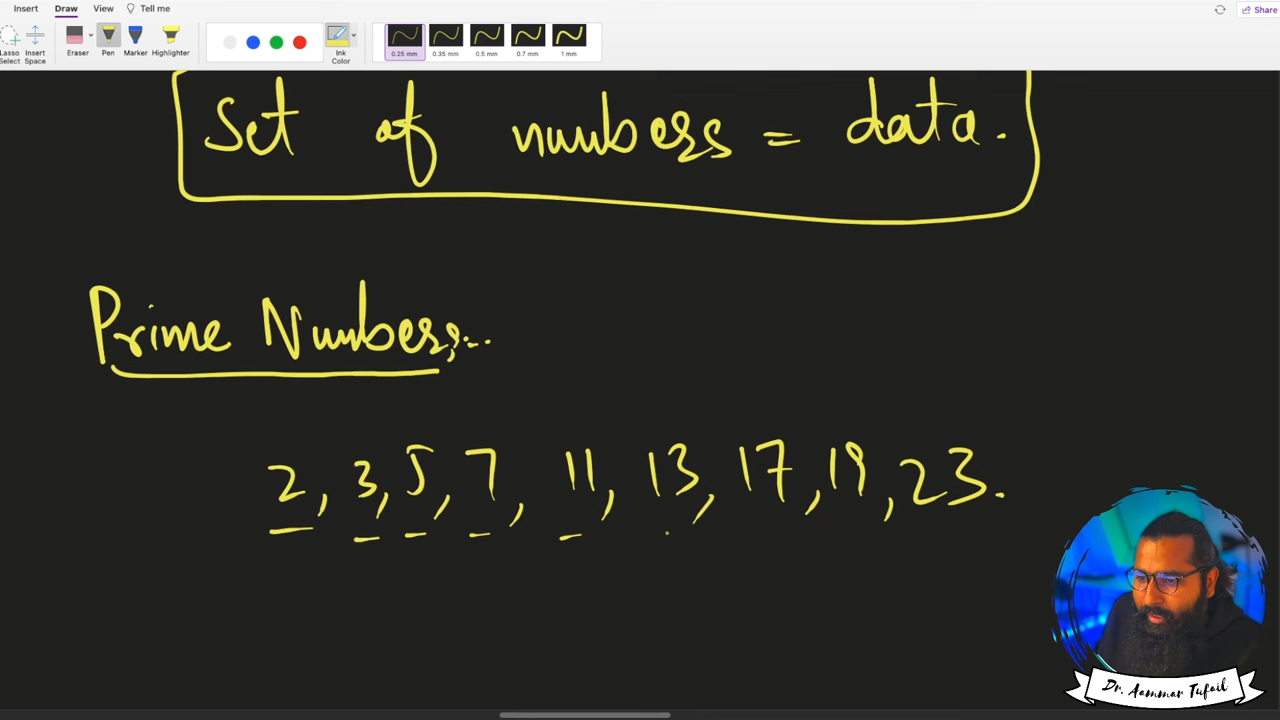 Insert Draw View Tell me
Share
Lasso Select
Insert Space
Eraser
Pen
Marker
Highlighter
Ink Color
0.25 mm
0.35 mm
0.5 mm
0.7 mm
1 mm
Set of numbers = data.
Prime Numbers;-..
2, 3, 5, 7, 11, 13, 17, 19, 23.
Dr. Aammar Tufail